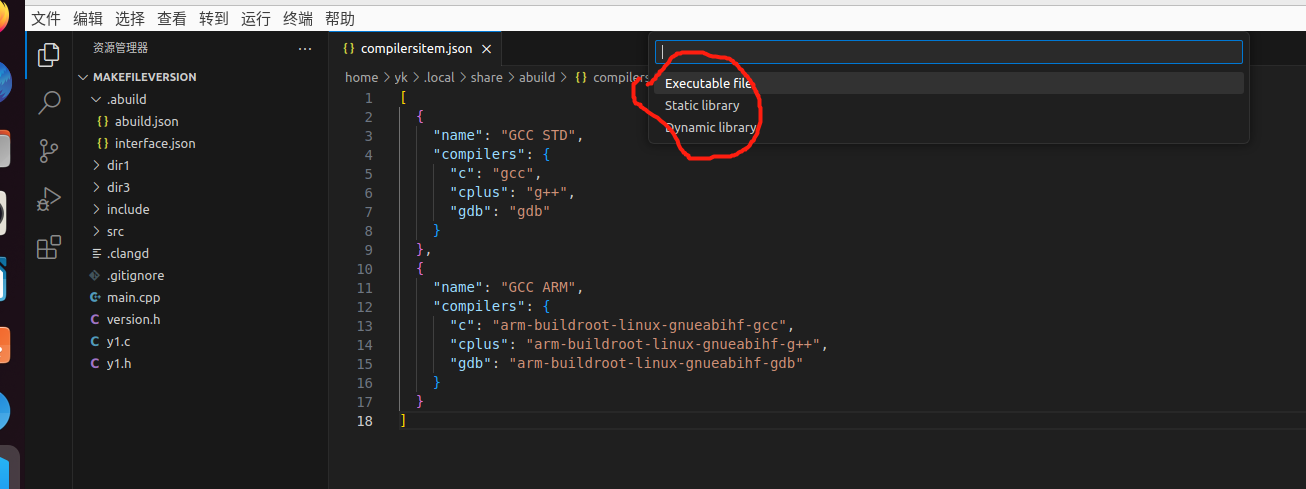 文件 编辑 选择 查看 转到 运行 终端 帮助
资源管理器 ...
MAKEFILEVERSION
.abuild
{} abuild.json
{} interface.json
dir1
dir3
include
src
.clangd
.gitignore
main.cpp
C version.h
C y1.c
C y1.h
{} compilersitem.json ×
home > yk > .local > share > abuild > {} compilers
Executable file
Static library
Dynamic library
1 [
2 {
3 "name": "GCC STD",
4 "compilers": {
5 "c": "gcc",
6 "cplus": "g++",
7 "gdb": "gdb"
8 }
9 },
10 {
11 "name": "GCC ARM",
12 "compilers": {
13 "c": "arm-buildroot-linux-gnueabihf-gcc",
14 "cplus": "arm-buildroot-linux-gnueabihf-g++",
15 "gdb": "arm-buildroot-linux-gnueabihf-gdb"
16 }
17 }
18 ]